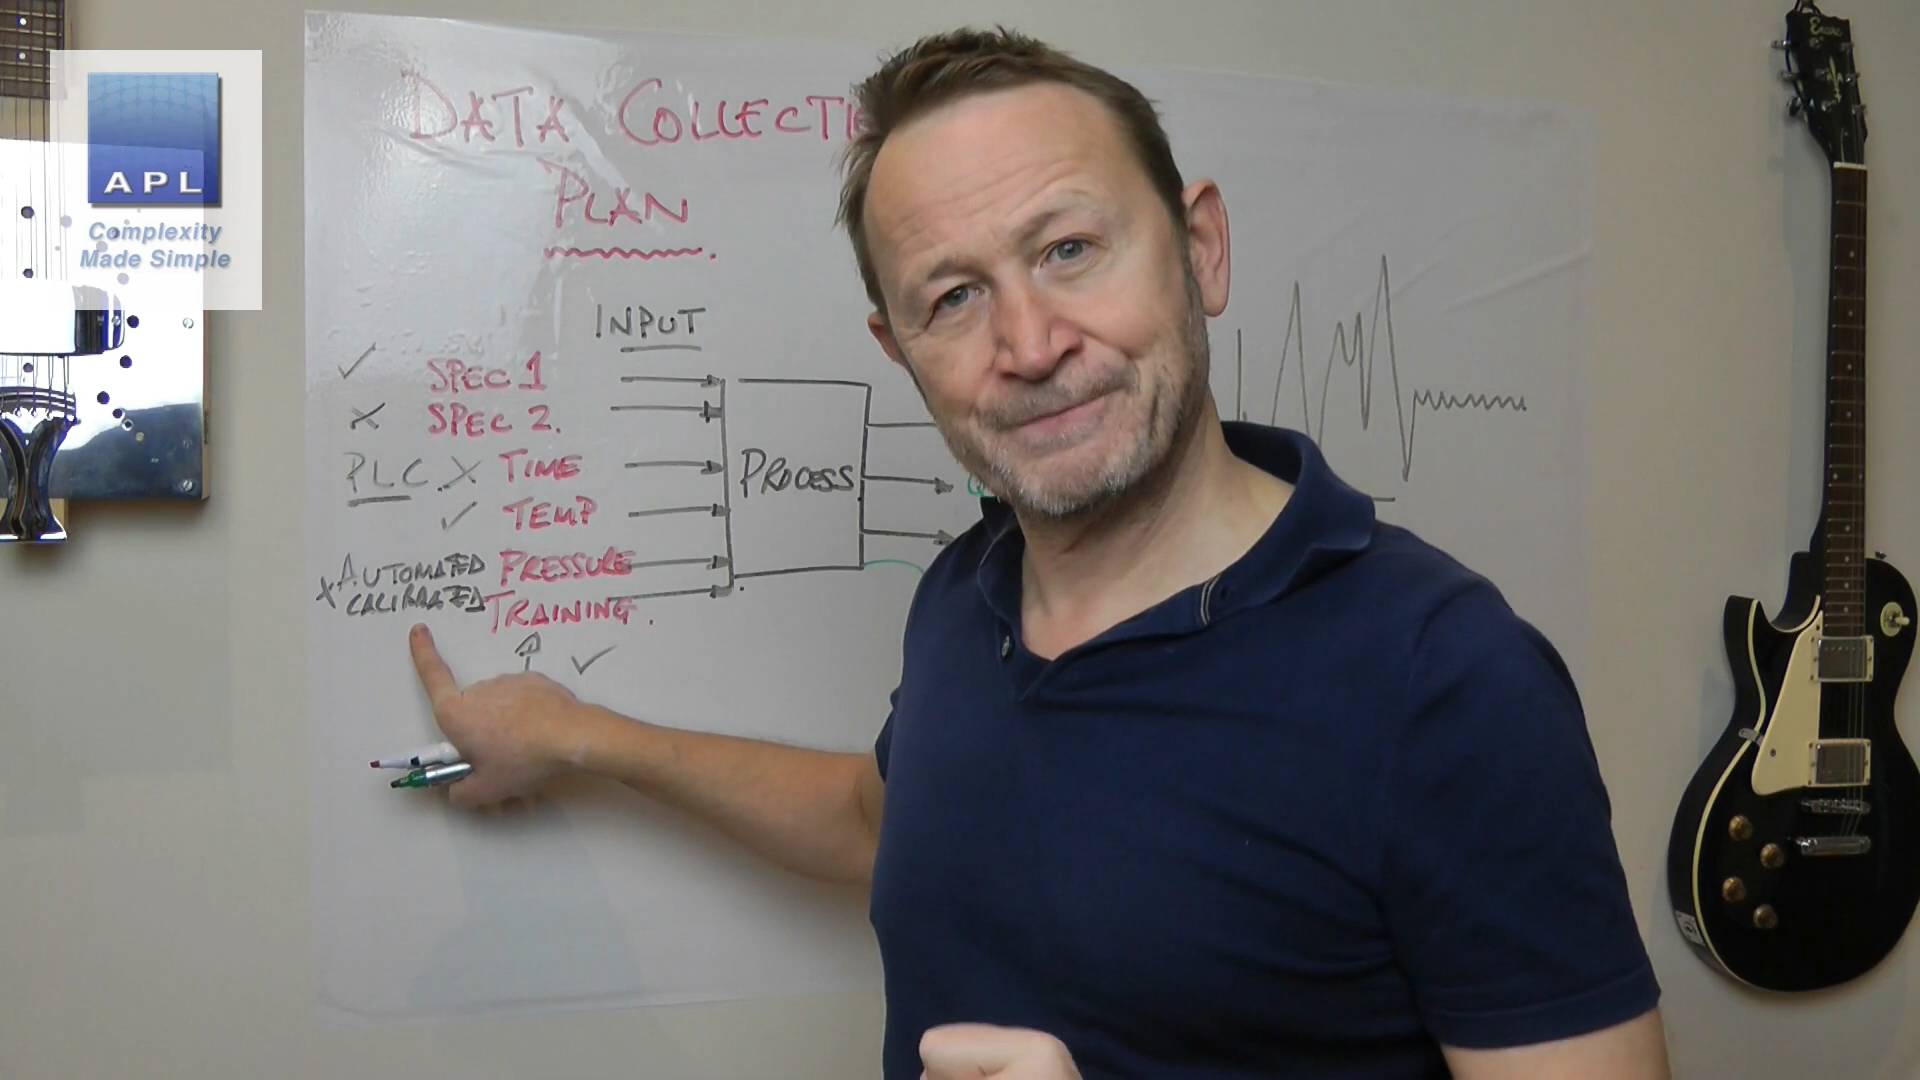 APL
Complexity
Made Simple
DATA COLLECTI
PLAN
INPUT
✓ SPEC 1
X SPEC 2.
PLC. X TIME
✓ TEMP
X AUTOMATED PRESSURE
CALIBRATED TRAINING.
✓
PROCESS